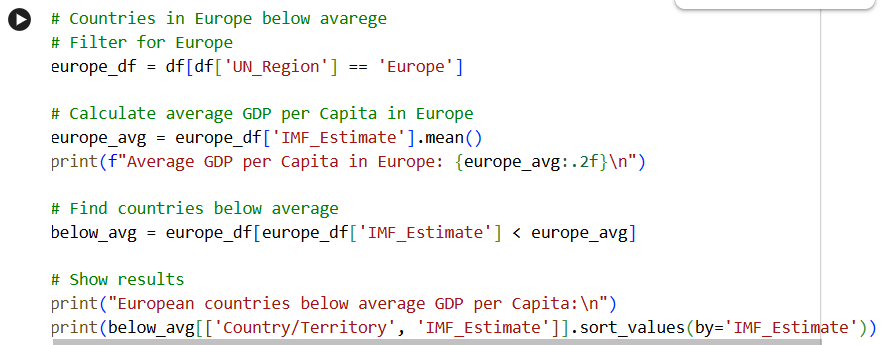 # Countries in Europe below avarege
# Filter for Europe
europe_df = df[df['UN_Region'] == 'Europe']
# Calculate average GDP per Capita in Europe
europe_avg = europe_df['IMF_Estimate'].mean()
print(f"Average GDP per Capita in Europe: {europe_avg:.2f}\n")
# Find countries below average
below_avg = europe_df[europe_df['IMF_Estimate'] < europe_avg]
# Show results
print("European countries below average GDP per Capita:\n")
print(below_avg[['Country/Territory', 'IMF_Estimate']].sort_values(by='IMF_Estimate'))